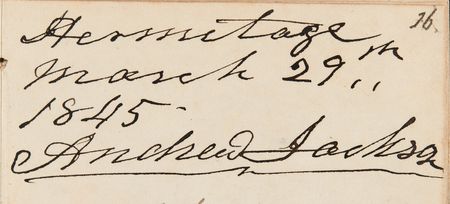 16.
Hermitage
March 29th
1845
Andrew Jackson